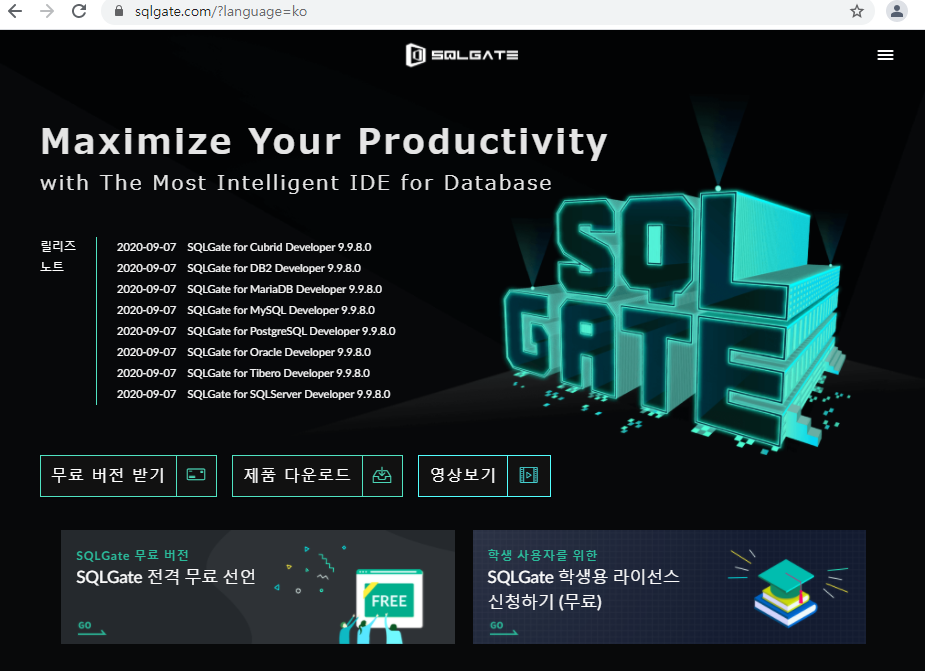 sqlgate.com/?language=ko
SQLGATE
Maximize Your Productivity
with The Most Intelligent IDE for Database
릴리즈
노트
2020-09-07 SQLGate for Cubrid Developer 9.9.8.0
2020-09-07 SQLGate for DB2 Developer 9.9.8.0
2020-09-07 SQLGate for MariaDB Developer 9.9.8.0
2020-09-07 SQLGate for MySQL Developer 9.9.8.0
2020-09-07 SQLGate for PostgreSQL Developer 9.9.8.0
2020-09-07 SQLGate for Oracle Developer 9.9.8.0
2020-09-07 SQLGate for Tibero Developer 9.9.8.0
2020-09-07 SQLGate for SQLServer Developer 9.9.8.0
SQL
GATE
무료 버전 받기
제품 다운로드
영상보기
SQLGate 무료 버전
SQLGate 전격 무료 선언
FREE
GO
학생 사용자를 위한
SQLGate 학생용 라이선스
신청하기 (무료)
GO